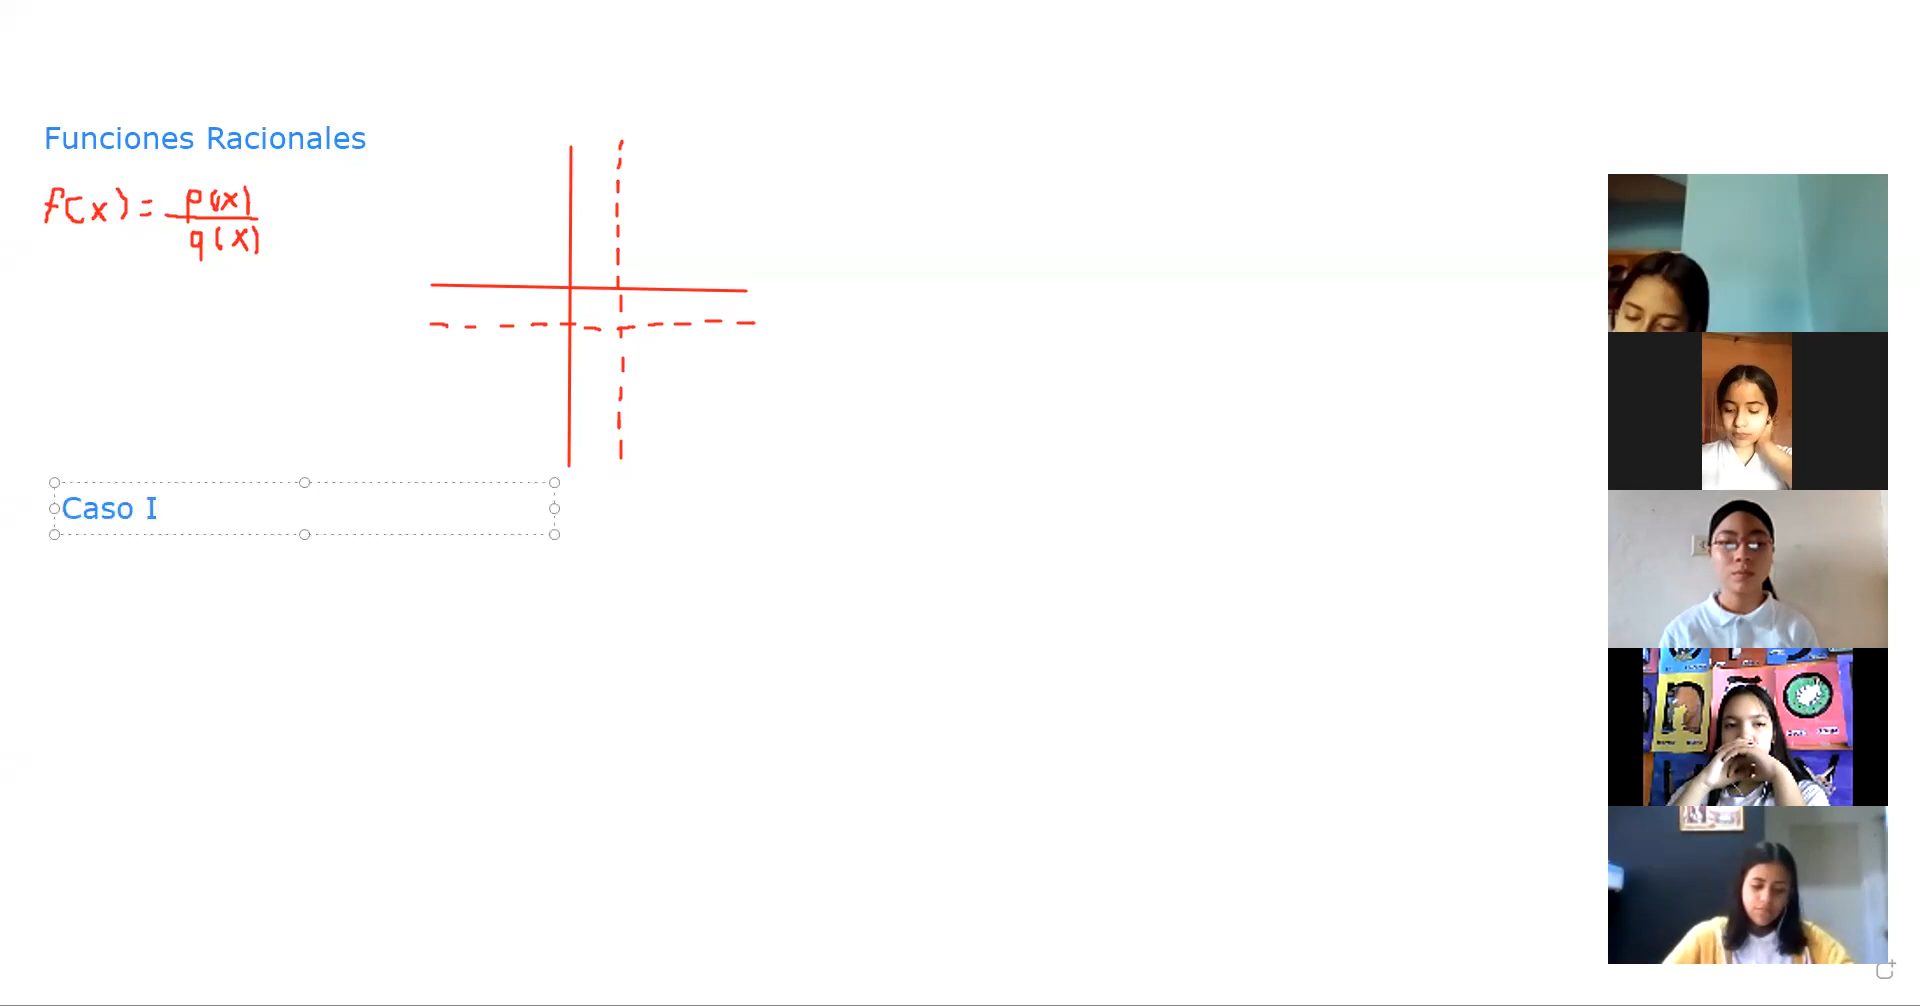 Funciones Racionales
f(x) = p(x)
q(x)
Caso I